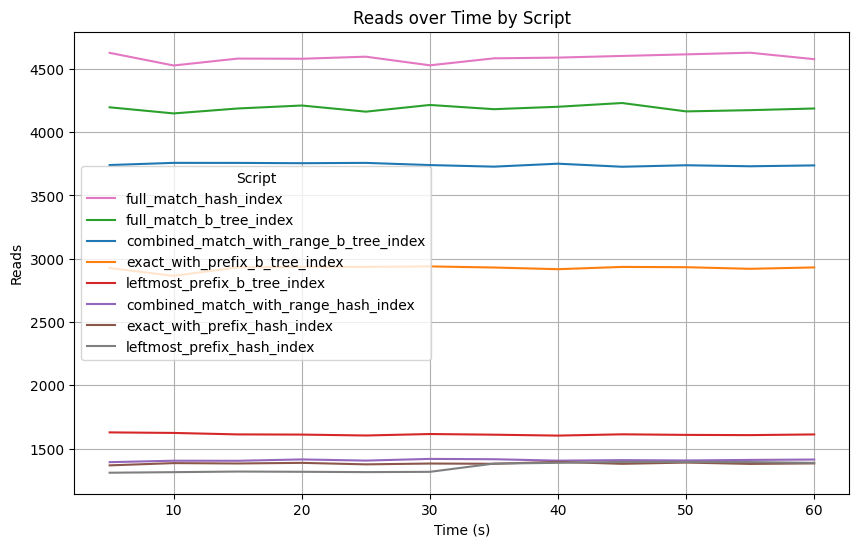 Reads over Time by Script
Reads
4500
4000
3500
3000
2500
2000
1500
Script
full_match_hash_index
full_match_b_tree_index
combined_match_with_range_b_tree_index
exact_with_prefix_b_tree_index
leftmost_prefix_b_tree_index
combined_match_with_range_hash_index
exact_with_prefix_hash_index
leftmost_prefix_hash_index
10 20 30 40 50 60
Time (s)